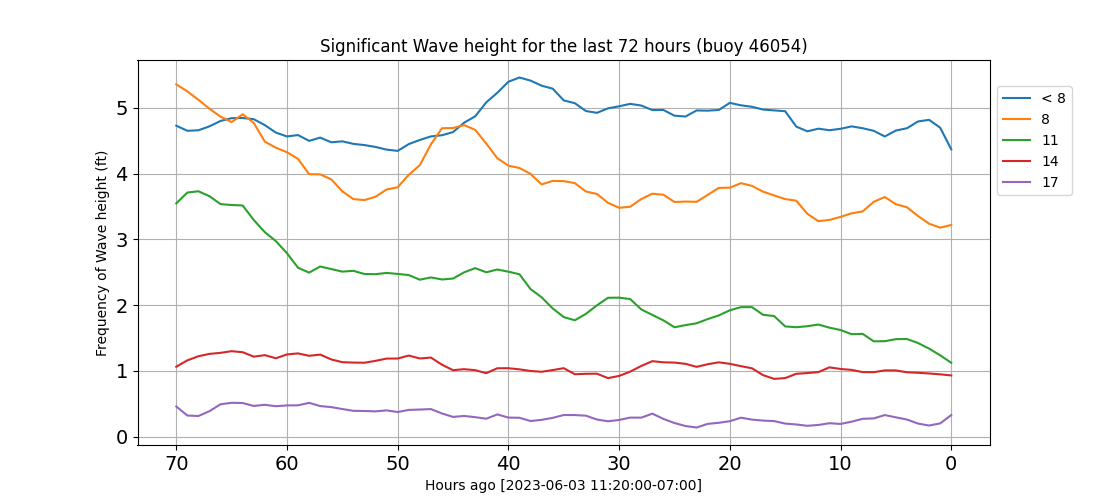 Significant Wave height for the last 72 hours (buoy 46054)
Frequency of Wave height (ft)
5
4
3
2
1
0
70 60 50 40 30 20 10 0
Hours ago [2023-06-03 11:20:00-07:00]
< 8
8
11
14
17